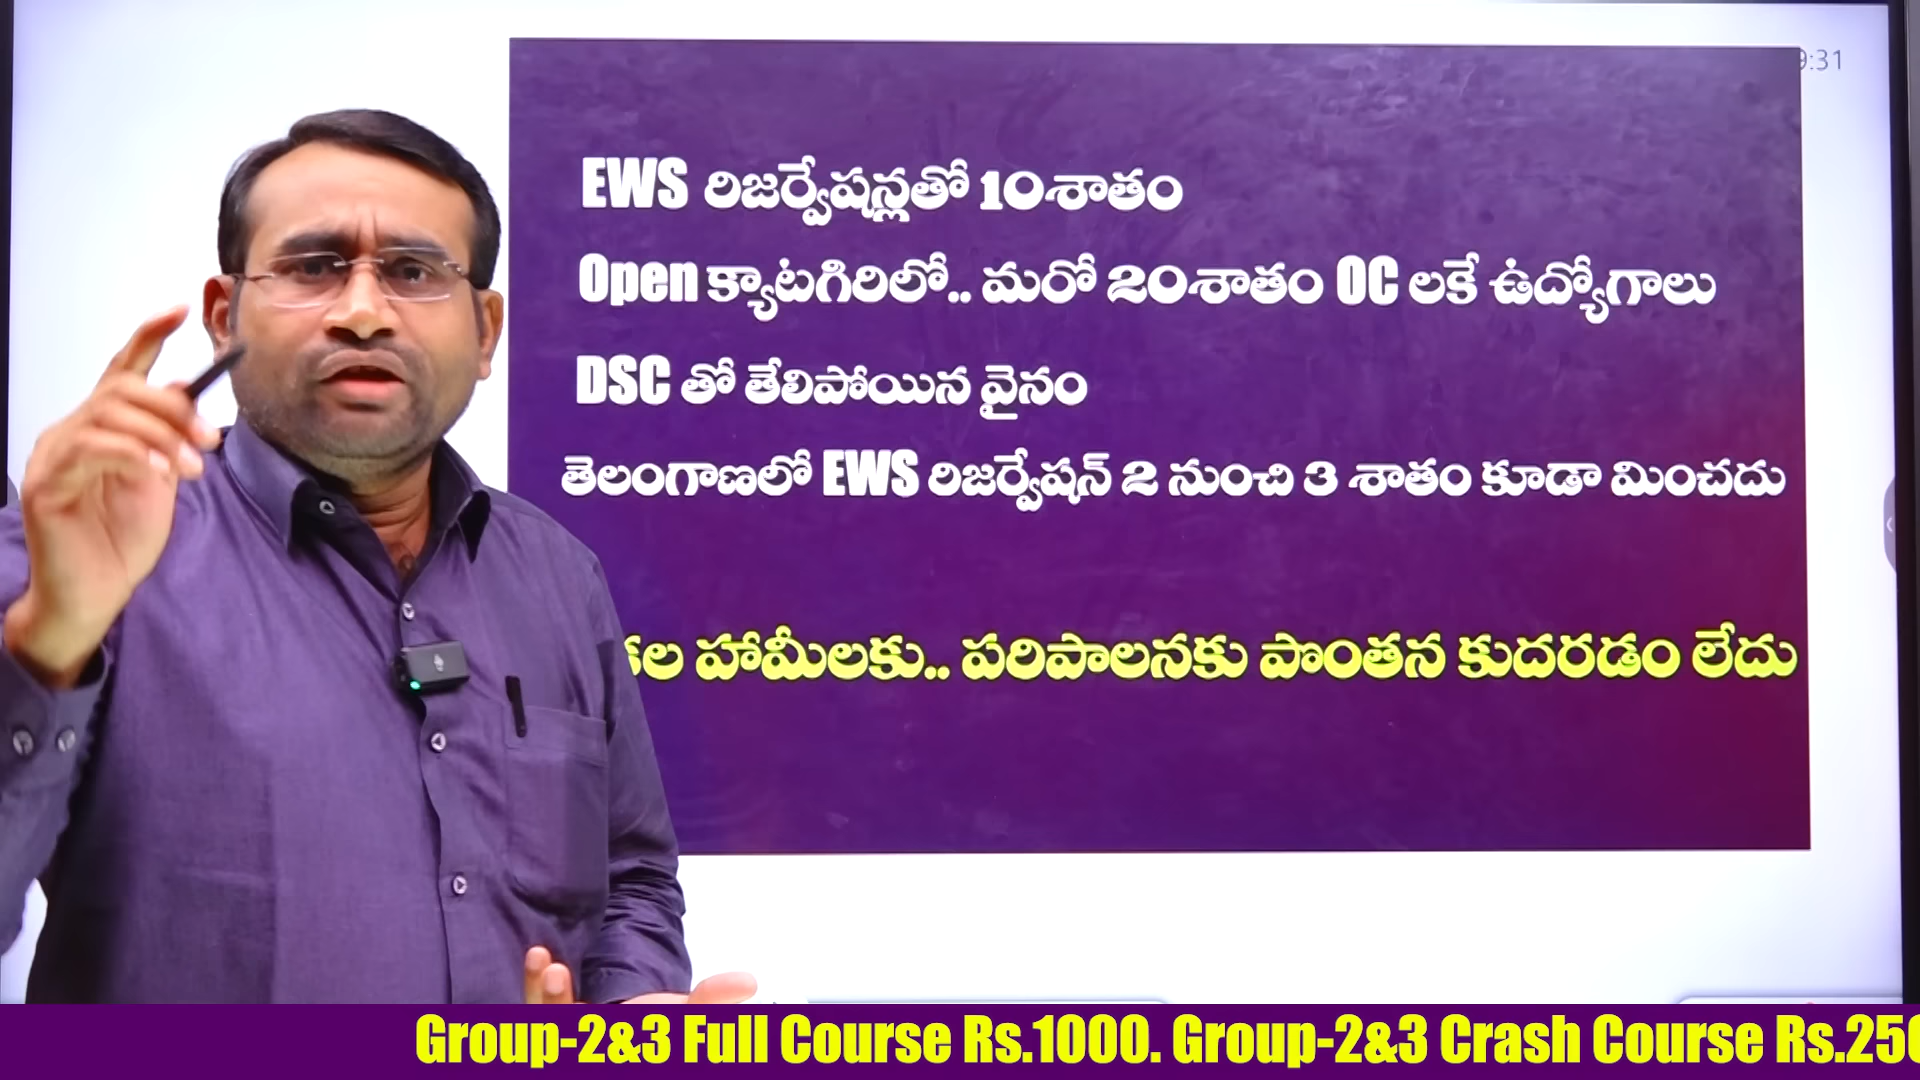 9:31
EWS రిజర్వేషన్లతో 10శాతం
Open క్యాటగిరిలో.. మరో 20శాతం OC లకే ఉద్యోగాలు
DSC తో తేలిపోయిన వైనం
తెలంగాణలో EWS రిజర్వేషన్ 2 నుంచి 3 శాతం కూడా మించదు
హామీలకు.. పరిపాలనకు పొంతన కుదరడం లేదు
Group-2&3 Full Course Rs.1000. Group-2&3 Crash Course